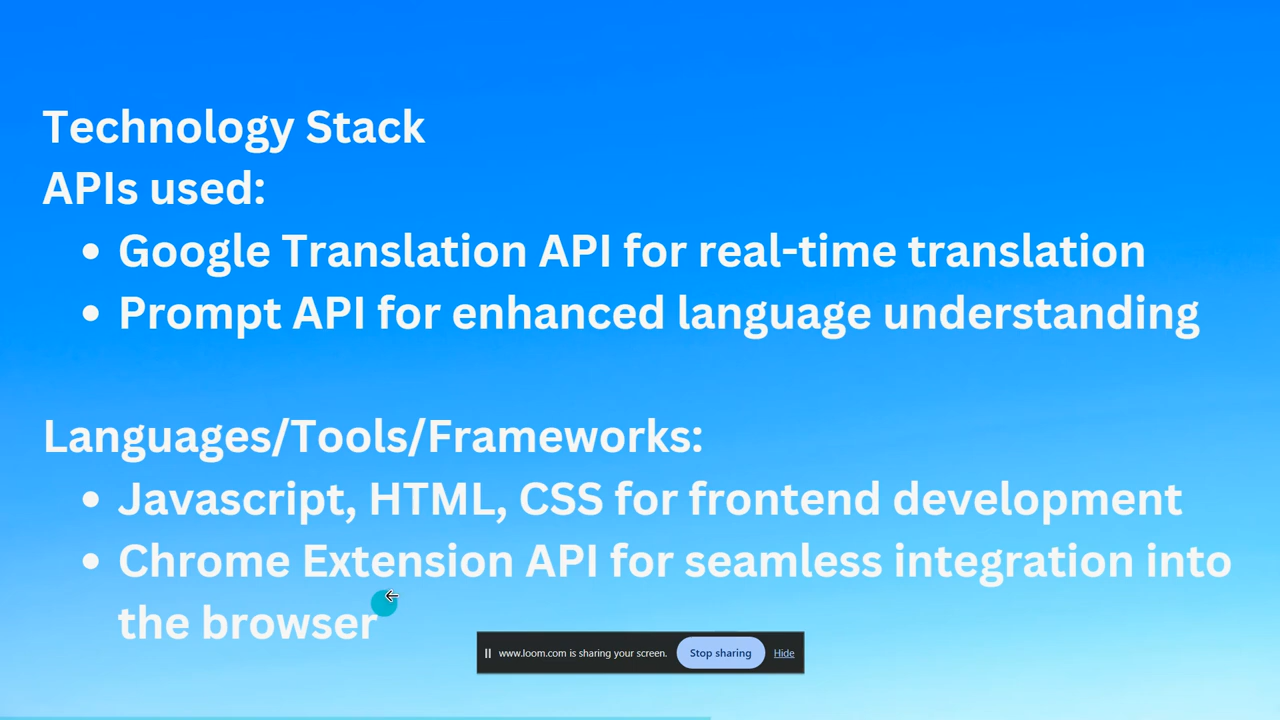 Technology Stack
APIs used:
• Google Translation API for real-time translation
• Prompt API for enhanced language understanding
Languages/Tools/Frameworks:
• Javascript, HTML, CSS for frontend development
• Chrome Extension API for seamless integration into
the browser
www.loom.com is sharing your screen. Stop sharing Hide